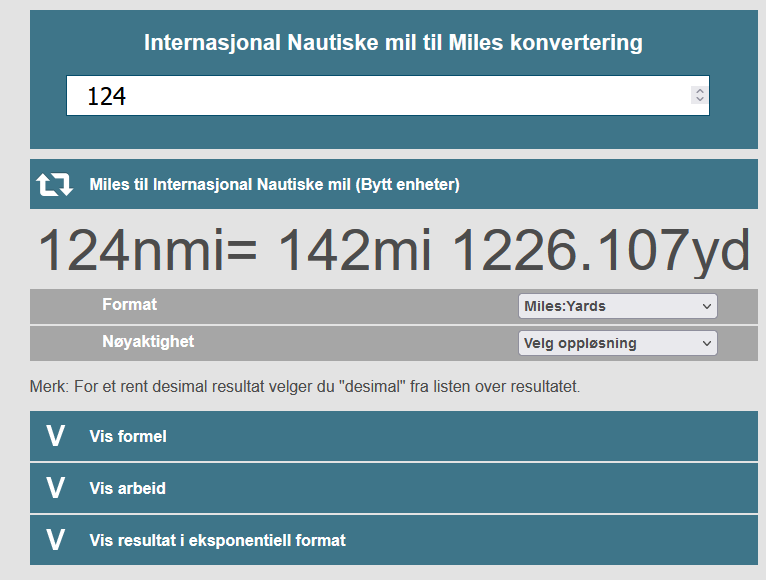 Internasjonal Nautiske mil til Miles konvertering
124
Miles til Internasjonal Nautiske mil (Bytt enheter)
124nmi= 142mi 1226.107yd
Format Miles:Yards
Nøyaktighet Velg oppløsning
Merk: For et rent desimal resultat velger du "desimal" fra listen over resultatet.
V Vis formel
V Vis arbeid
V Vis resultat i eksponentiell format